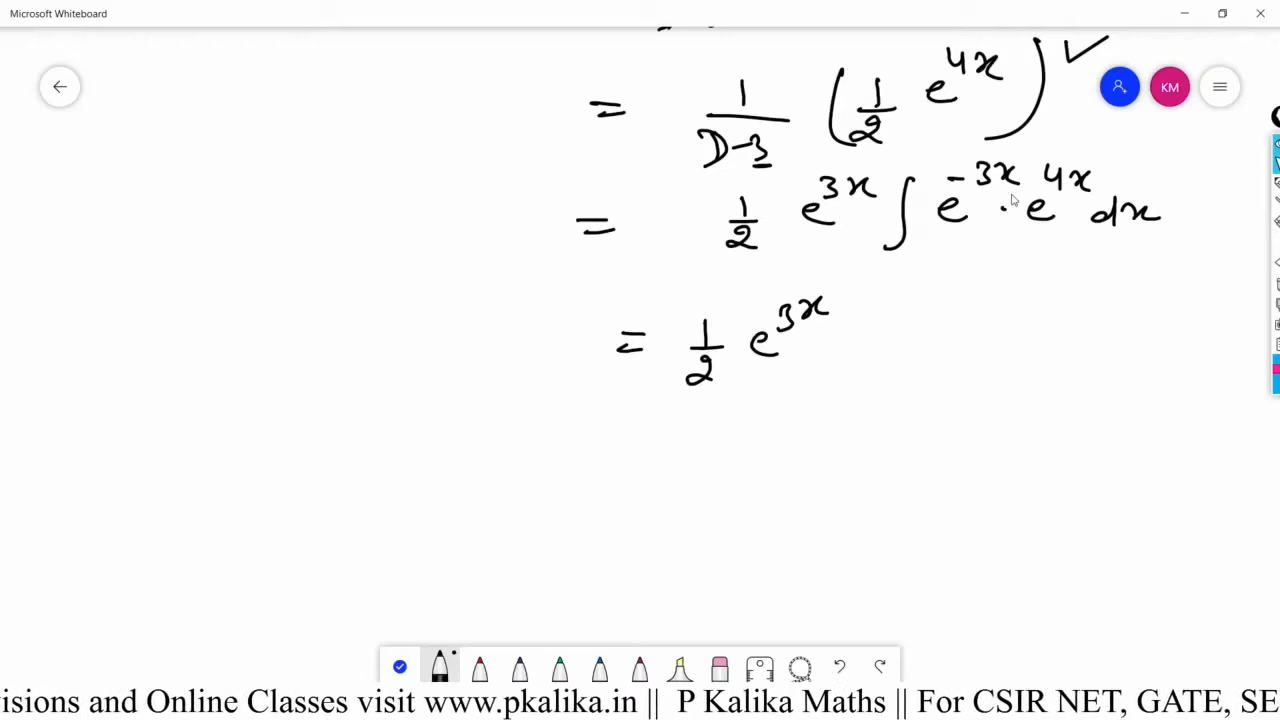 Microsoft Whiteboard
= 1/(D-3) (1/2 e^{4x}) ✓
KM
= 1/2 e^{3x} ∫ e^{-3x} · e^{4x} dx
= 1/2 e^{3x}
visions and Online Classes visit www.pkalika.in || P Kalika Maths || For CSIR NET, GATE, SE